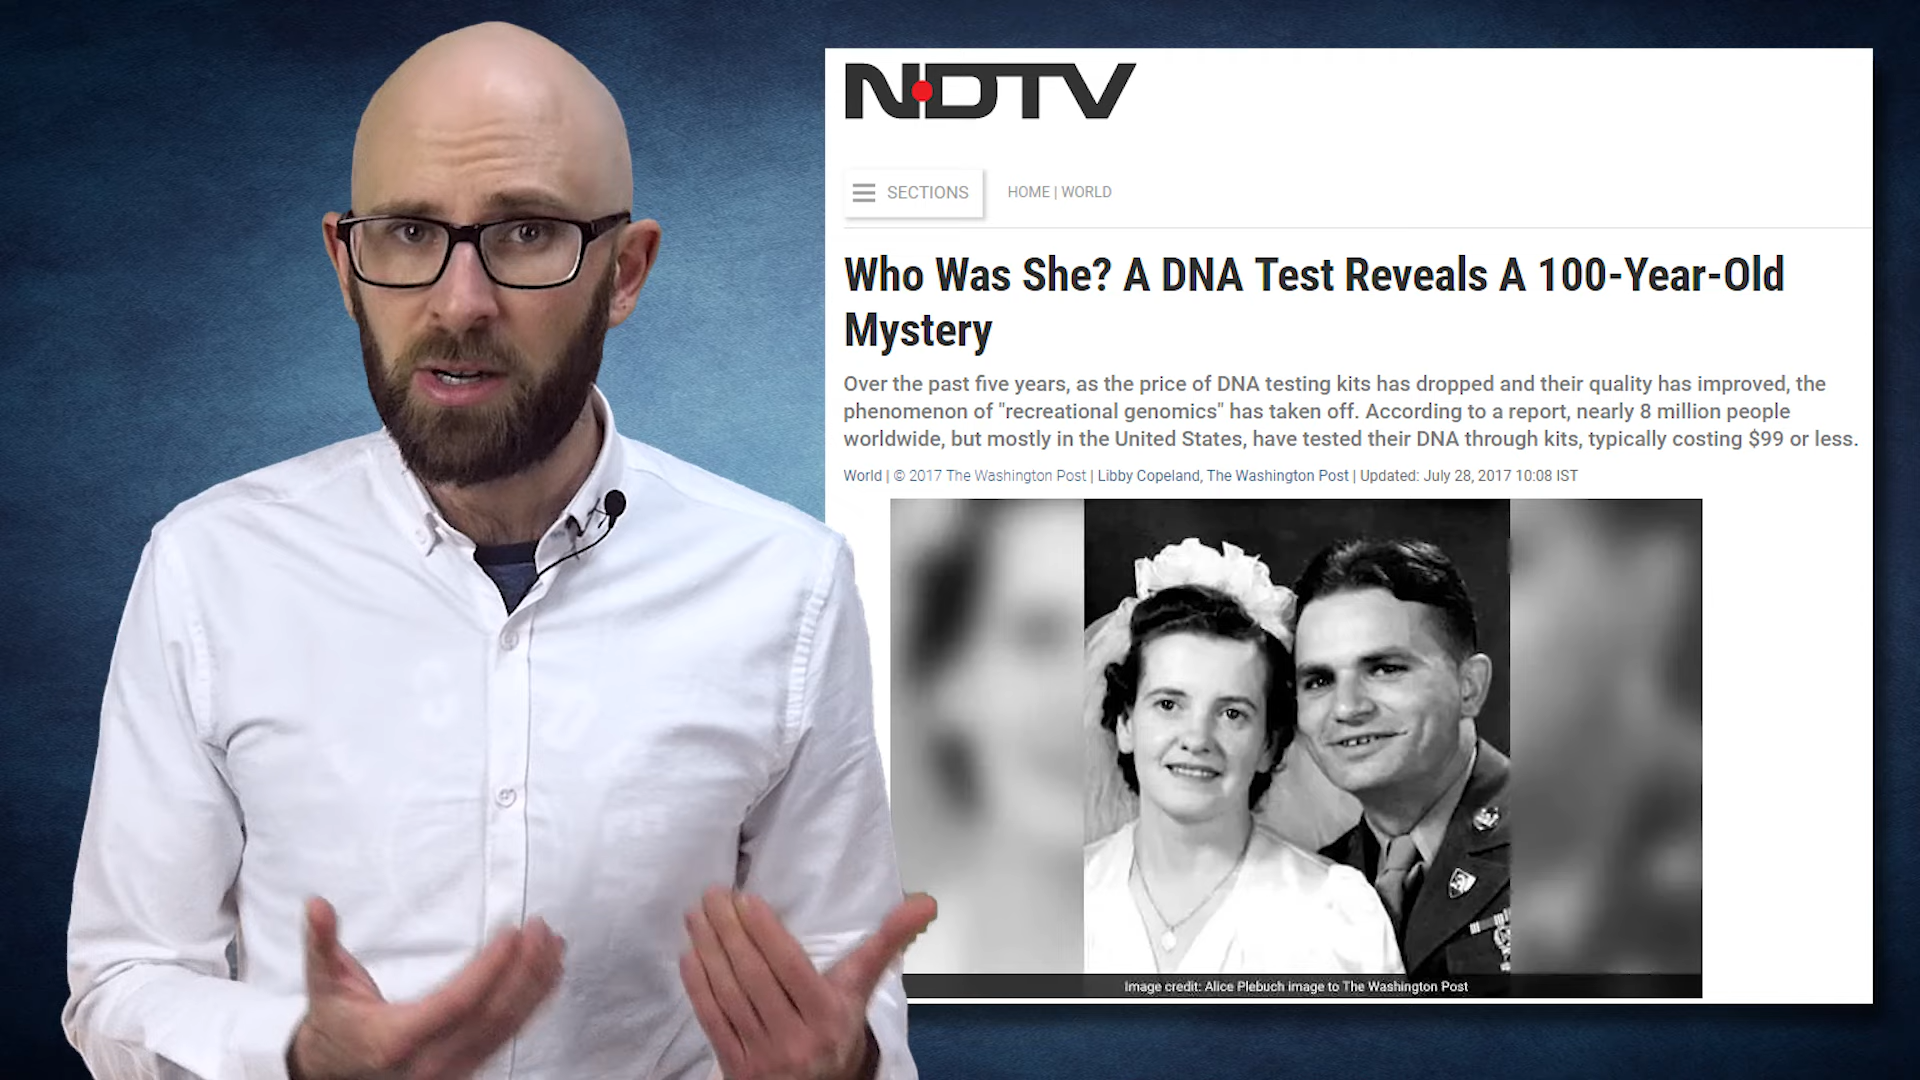 NDTV
SECTIONS HOME | WORLD
Who Was She? A DNA Test Reveals A 100-Year-Old
Mystery
Over the past five years, as the price of DNA testing kits has dropped and their quality has improved, the
phenomenon of "recreational genomics" has taken off. According to a report, nearly 8 million people
worldwide, but mostly in the United States, have tested their DNA through kits, typically costing $99 or less.
World | © 2017 The Washington Post | Libby Copeland, The Washington Post | Updated: July 28, 2017 10:08 IST
Image credit: Alice Plebuch image to The Washington Post